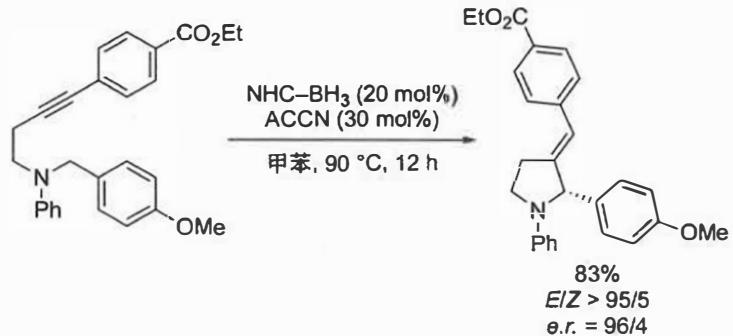 CO₂Et
N
Ph
OMe
NHC–BH₃ (20 mol%)
ACCN (30 mol%)
甲苯, 90 °C, 12 h
EtO₂C
N
Ph
OMe
83%
E/Z > 95/5
e.r. = 96/4